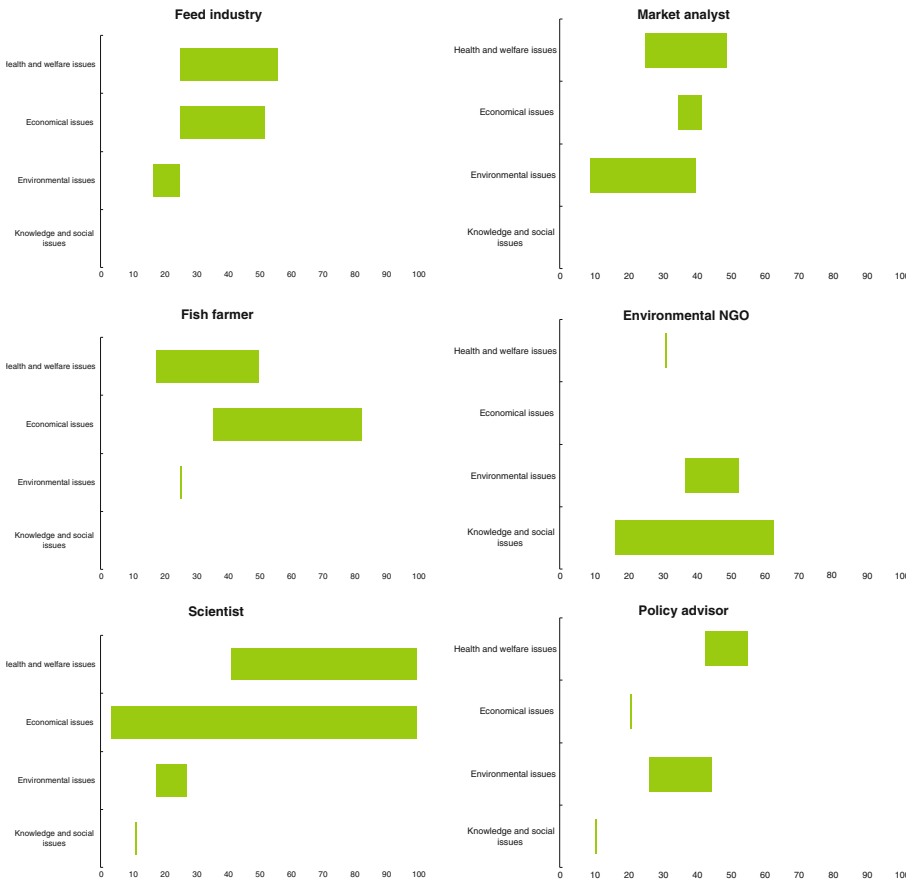 Feed industry
Health and welfare issues
Economical issues
Environmental issues
Knowledge and social
issues
0 10 20 30 40 50 60 70 80 90 100
Market analyst
Health and welfare issues
Economical issues
Environmental issues
Knowledge and social
issues
0 10 20 30 40 50 60 70 80 90 100
Fish farmer
Health and welfare issues
Economical issues
Environmental issues
Knowledge and social
issues
0 10 20 30 40 50 60 70 80 90 100
Environmental NGO
Health and welfare issues
Economical issues
Environmental issues
Knowledge and social
issues
0 10 20 30 40 50 60 70 80 90 100
Scientist
Health and welfare issues
Economical issues
Environmental issues
Knowledge and social
issues
0 10 20 30 40 50 60 70 80 90 100
Policy advisor
Health and welfare issues
Economical issues
Environmental issues
Knowledge and social
issues
0 10 20 30 40 50 60 70 80 90 100